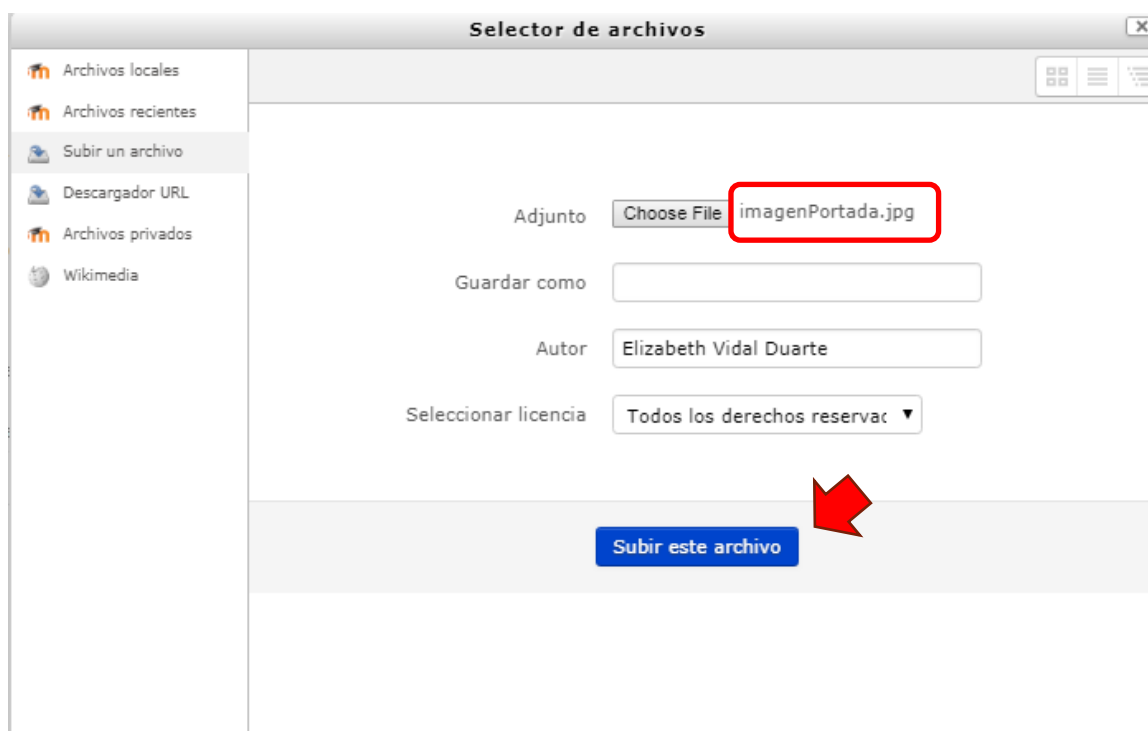 Selector de archivos
Archivos locales
Archivos recientes
Subir un archivo
Descargador URL
Archivos privados
Wikimedia
Adjunto Choose File imagenPortada.jpg
Guardar como
Autor Elizabeth Vidal Duarte
Seleccionar licencia Todos los derechos reservac
Subir este archivo